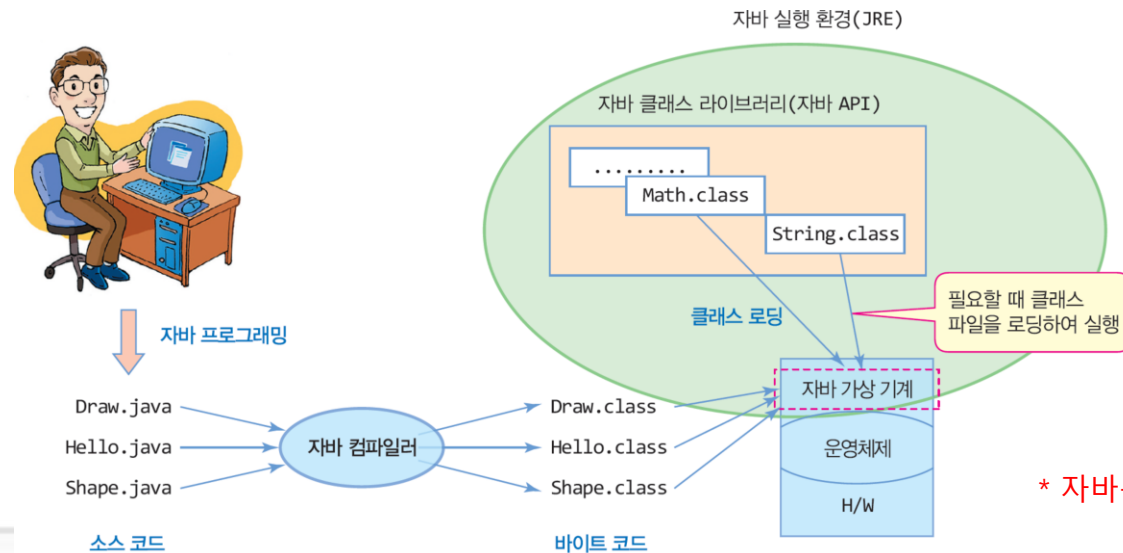 자바 실행 환경(JRE)
자바 클래스 라이브러리(자바 API)
.........
Math.class
String.class
클래스 로딩
필요할 때 클래스
파일을 로딩하여 실행
자바 프로그래밍
자바 가상 기계
Draw.java
Draw.class
Hello.java
자바 컴파일러
Hello.class
운영체제
Shape.java
Shape.class
H/W
* 자바
소스 코드
바이트 코드